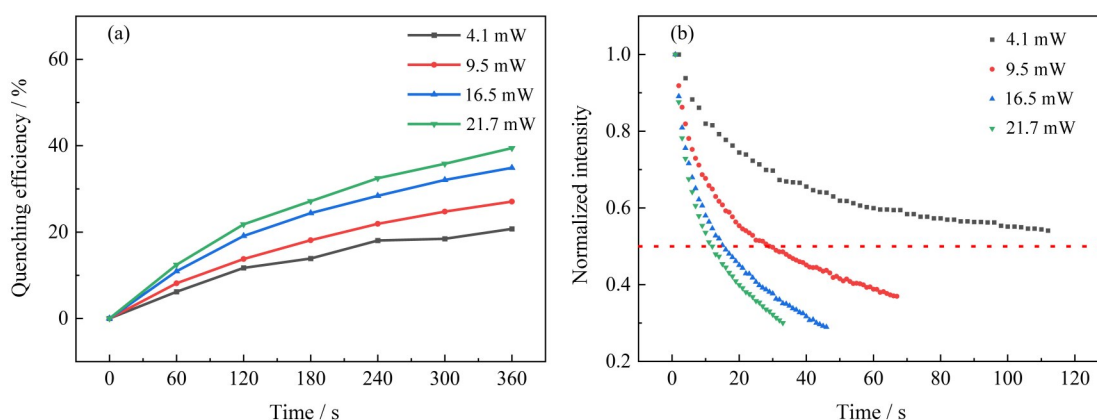 (a)
4.1 mW
9.5 mW
16.5 mW
21.7 mW
Quenching efficiency / %
60
40
20
0
0 60 120 180 240 300 360
Time / s
(b)
4.1 mW
9.5 mW
16.5 mW
21.7 mW
Normalized intensity
1.0
0.8
0.6
0.4
0.2
0 20 40 60 80 100 120
Time / s